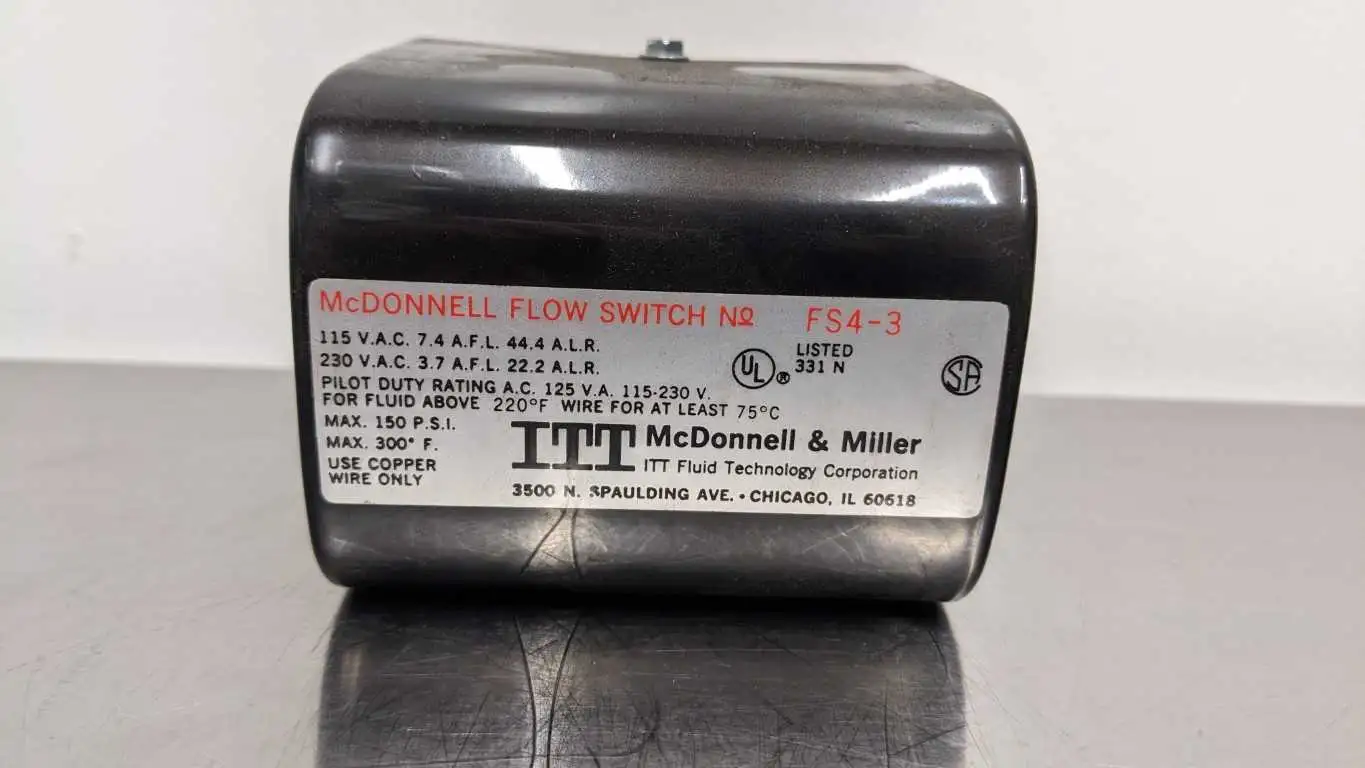 McDONNELL FLOW SWITCH No FS4-3
115 V.A.C. 7.4 A.F.L. 44.4 A.L.R.
230 V.A.C. 3.7 A.F.L. 22.2 A.L.R.
UL ® LISTED
331 N
SA
PILOT DUTY RATING A.C. 125 V.A. 115-230 V.
FOR FLUID ABOVE 220°F WIRE FOR AT LEAST 75°C
MAX. 150 P.S.I.
MAX. 300° F.
USE COPPER
WIRE ONLY
ITT McDonnell & Miller
ITT Fluid Technology Corporation
3500 N. SPAULDING AVE. • CHICAGO, IL 60618